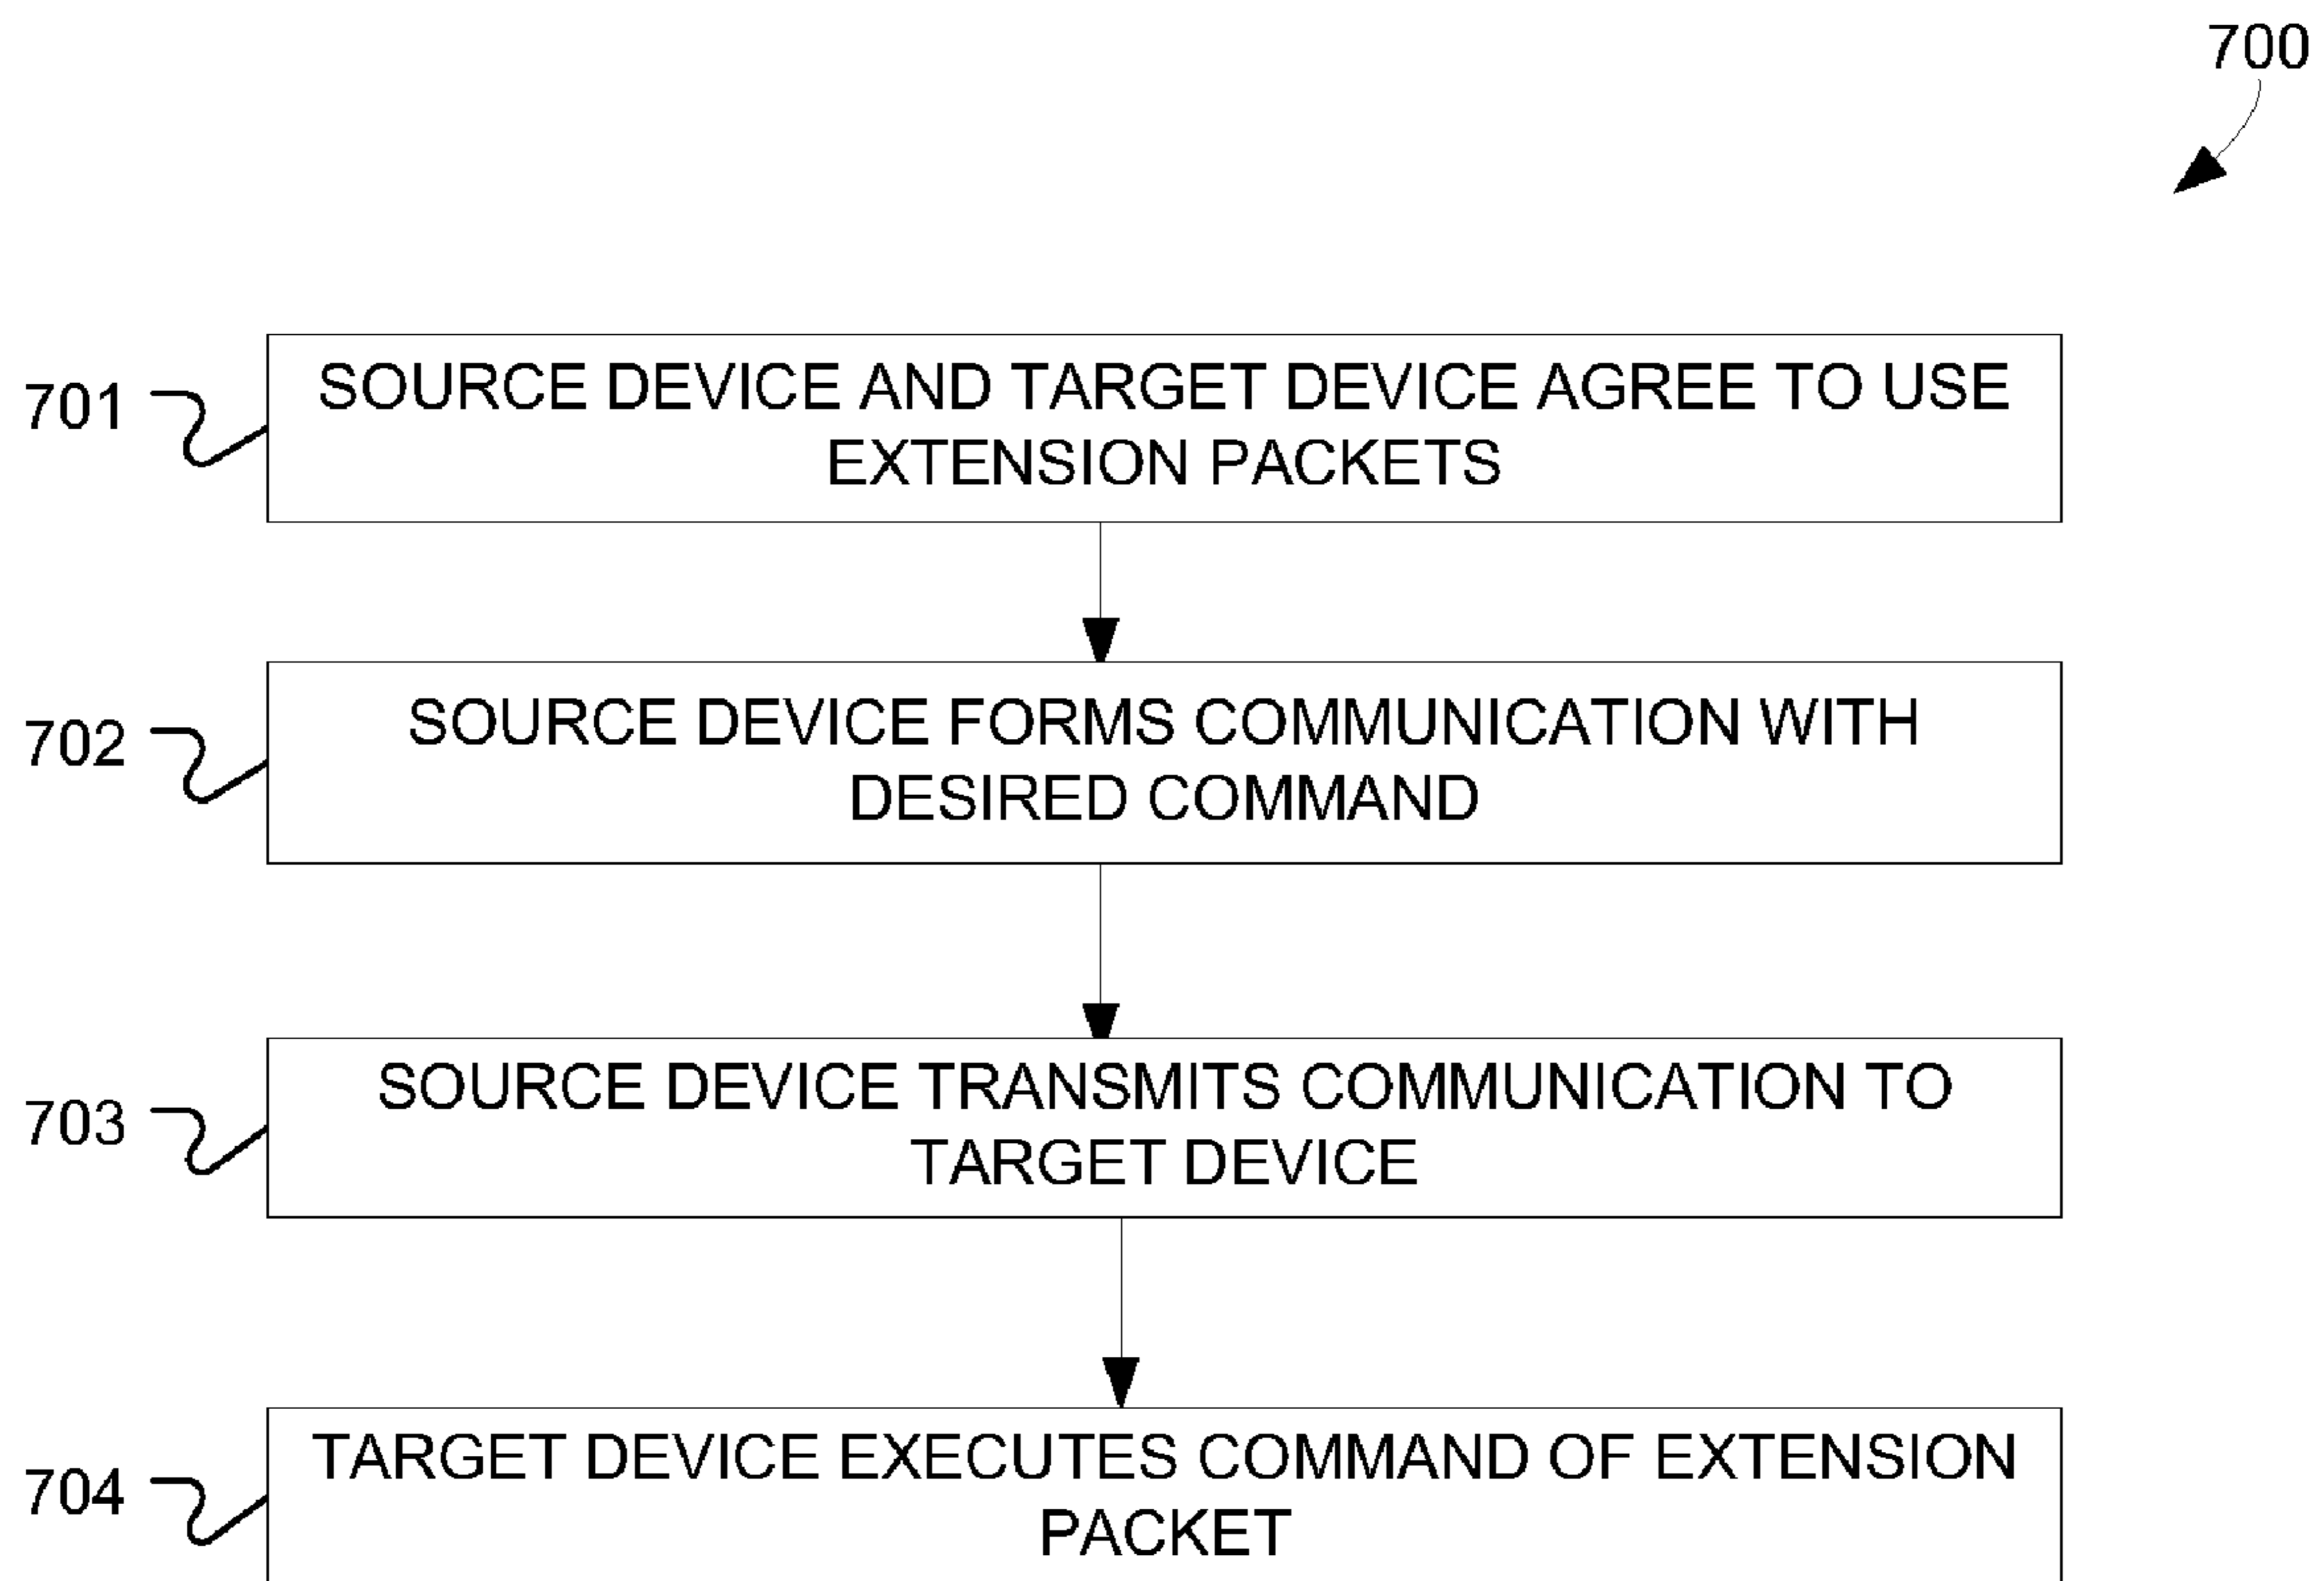 700
701
SOURCE DEVICE AND TARGET DEVICE AGREE TO USE
EXTENSION PACKETS
702
SOURCE DEVICE FORMS COMMUNICATION WITH
DESIRED COMMAND
703
SOURCE DEVICE TRANSMITS COMMUNICATION TO
TARGET DEVICE
704
TARGET DEVICE EXECUTES COMMAND OF EXTENSION
PACKET